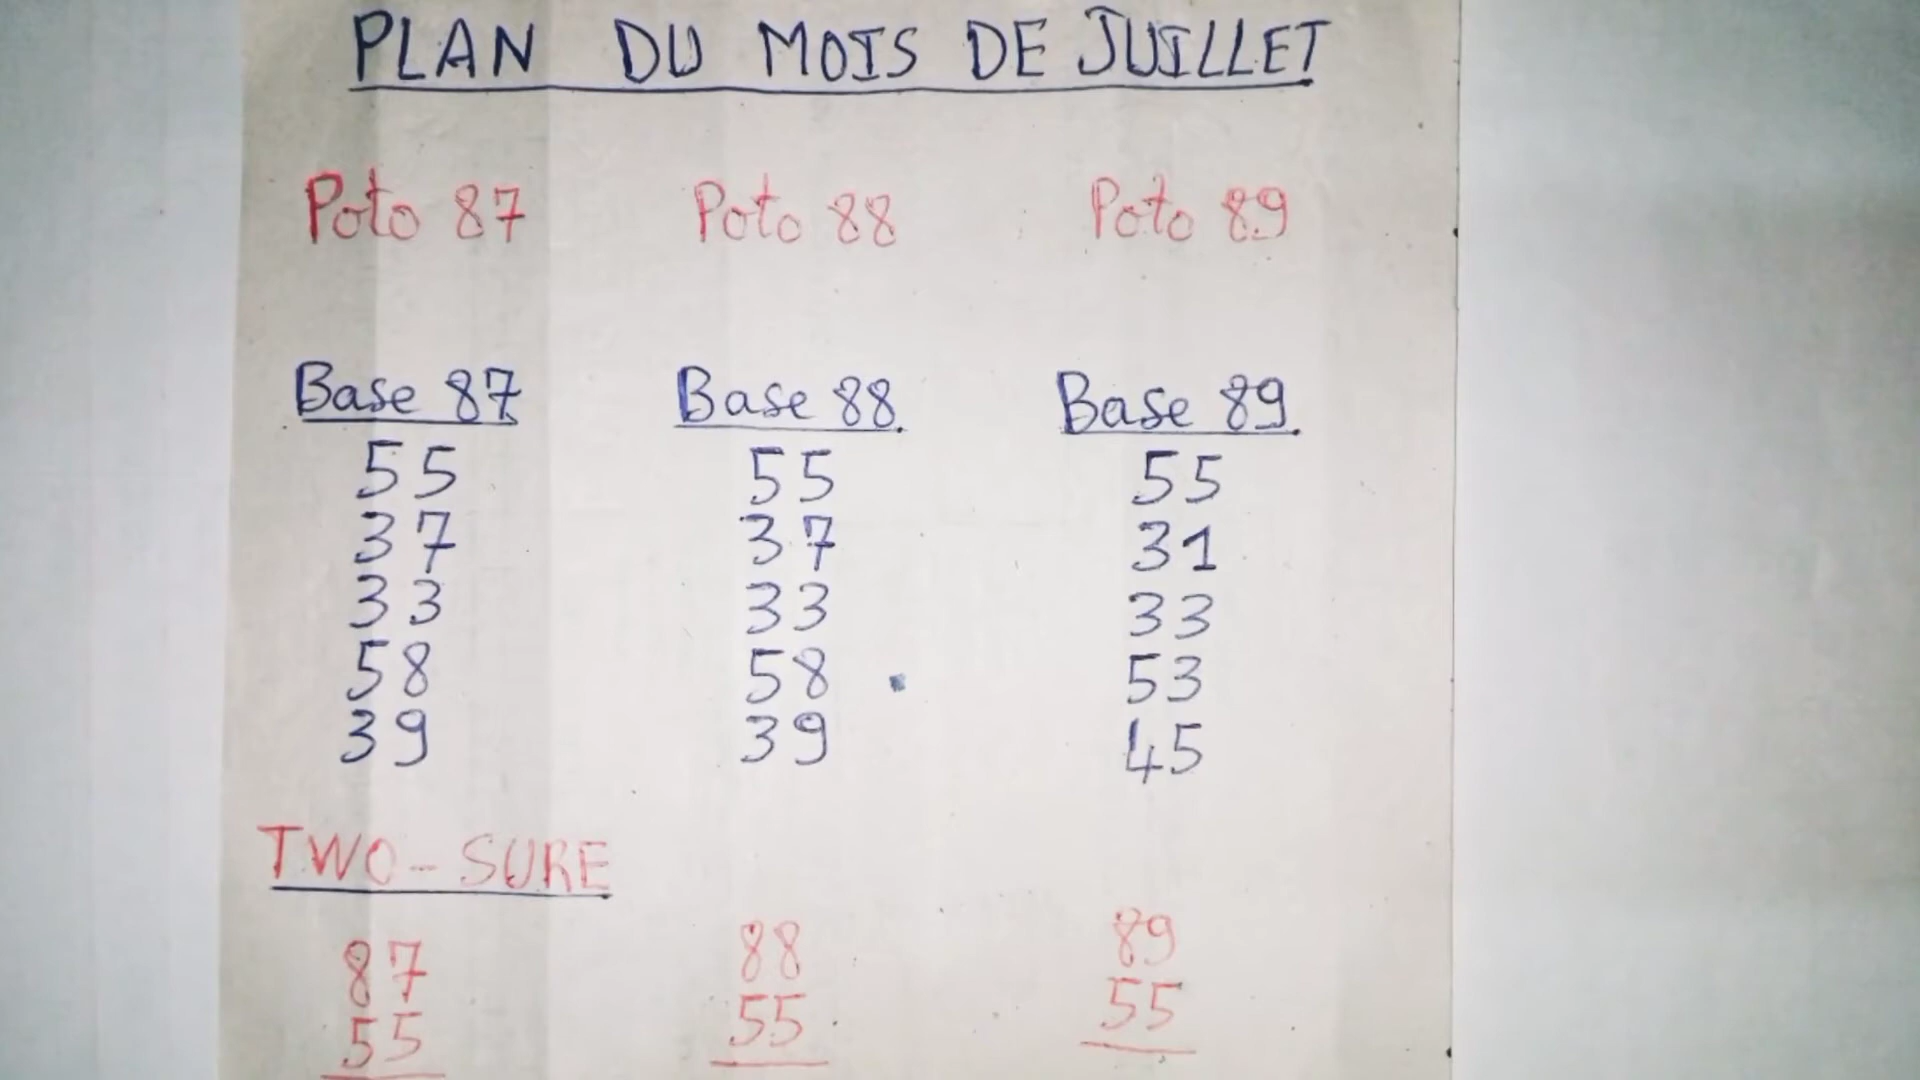 PLAN DU MOIS DE JUILLET
Poto 87 Poto 88 Poto 89
Base 87 Base 88. Base 89.
55 55 55
37 37 31
33 33 33
58 58 53
39 39 45
TWO-SURE
87 88 89
55 55 55